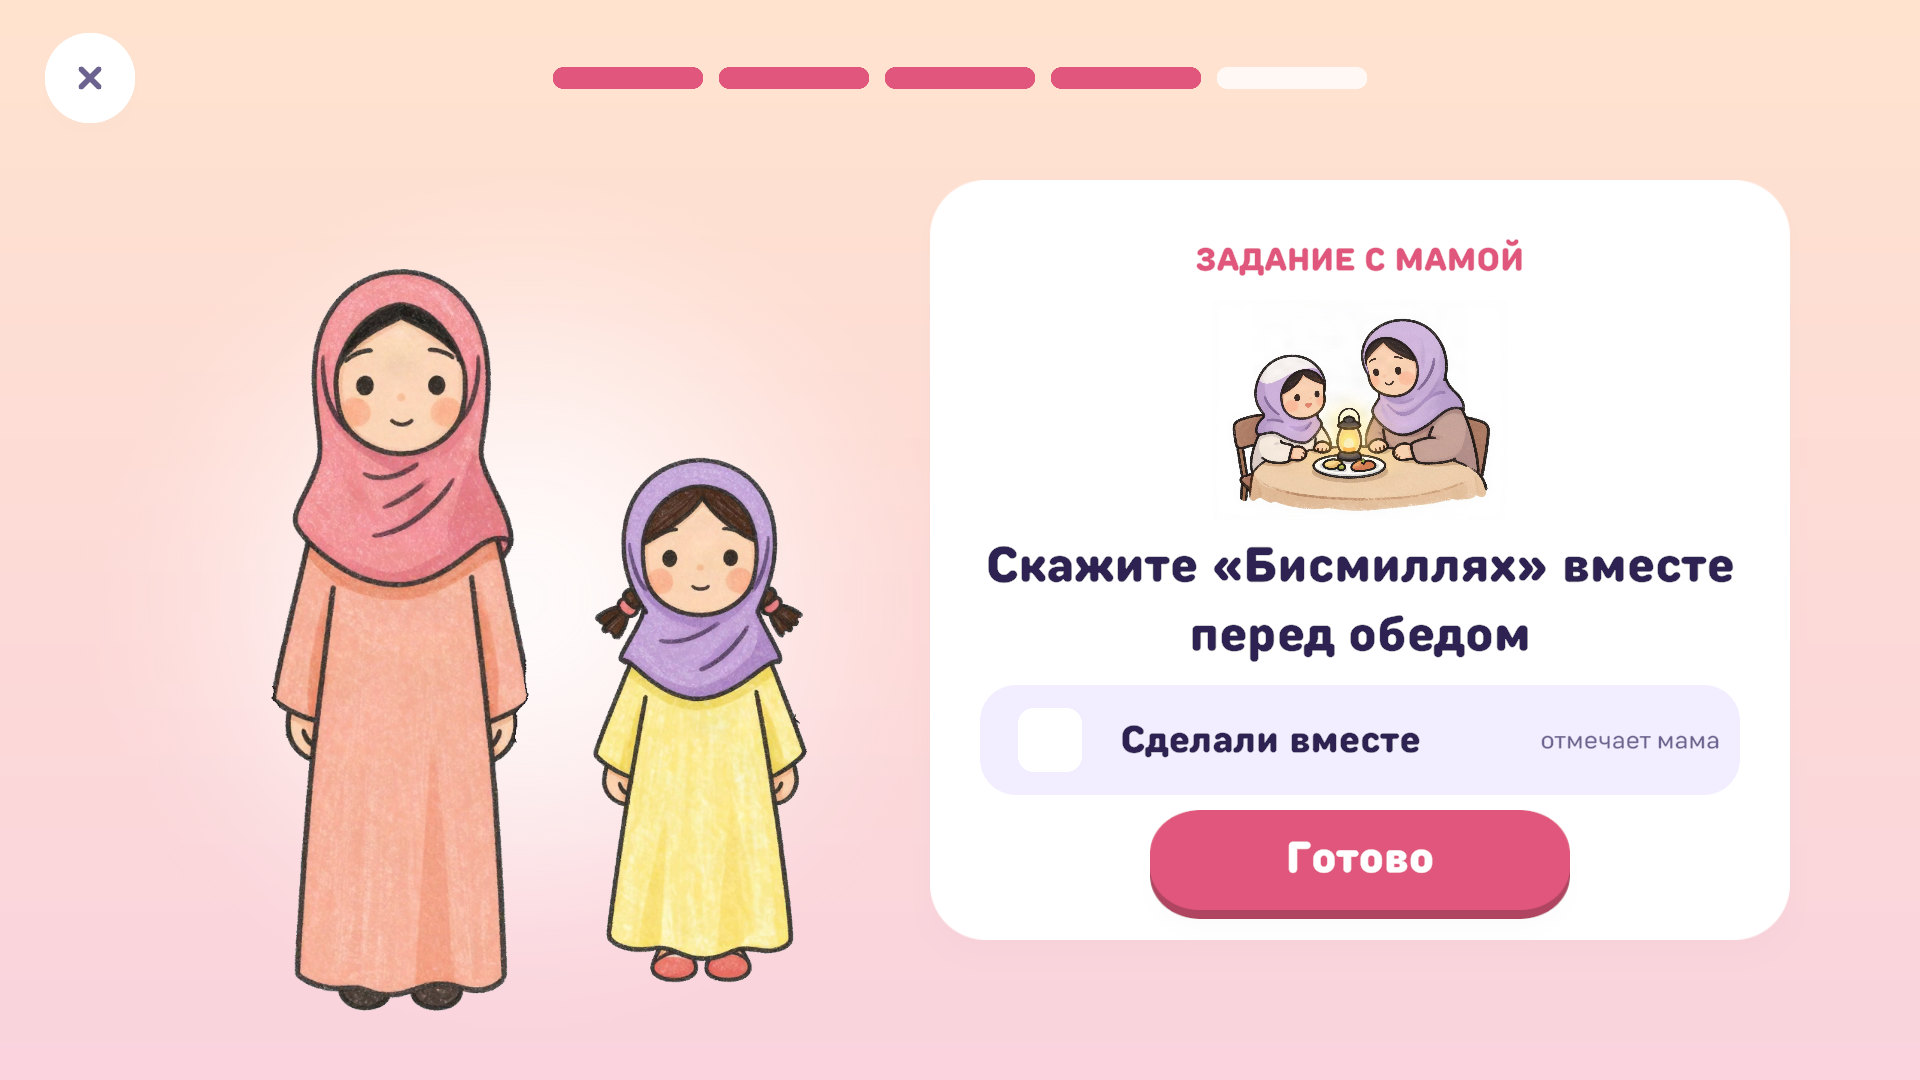 ЗАДАНИЕ С МАМОЙ
Скажите «Бисмиллях» вместе
перед обедом
Сделали вместе
отмечает мама
Готово